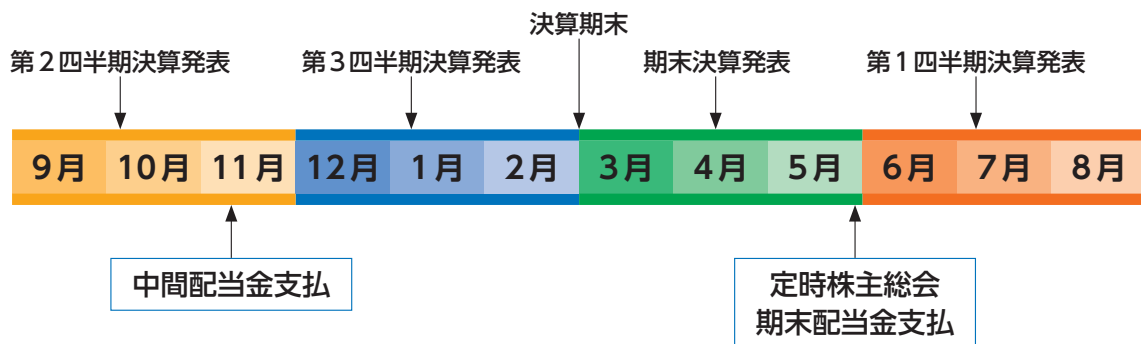 決算期末
第2四半期決算発表
第3四半期決算発表
期末決算発表
第1四半期決算発表
9月 10月 11月 12月 1月 2月 3月 4月 5月 6月 7月 8月
中間配当金支払
定時株主総会
期末配当金支払